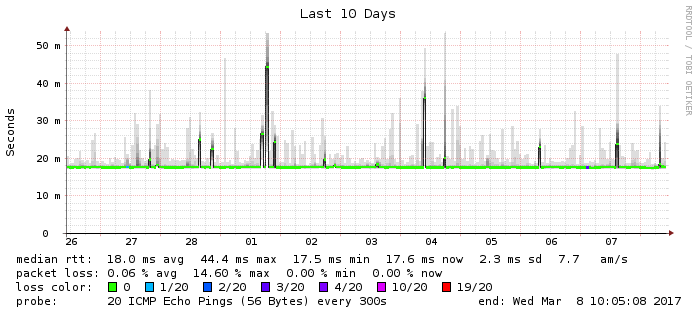 Last 10 Days
RRDTOOL / TOBI OETIKER
Seconds
50 m
40 m
30 m
20 m
10 m
0
26 27 28 01 02 03 04 05 06 07
median rtt: 18.0 ms avg 44.4 ms max 17.5 ms min 17.6 ms now 2.3 ms sd 7.7 am/s
packet loss: 0.06 % avg 14.60 % max 0.00 % min 0.00 % now
loss color: 0 1/20 2/20 3/20 4/20 10/20 19/20
probe: 20 ICMP Echo Pings (56 Bytes) every 300s end: Wed Mar 8 10:05:08 2017